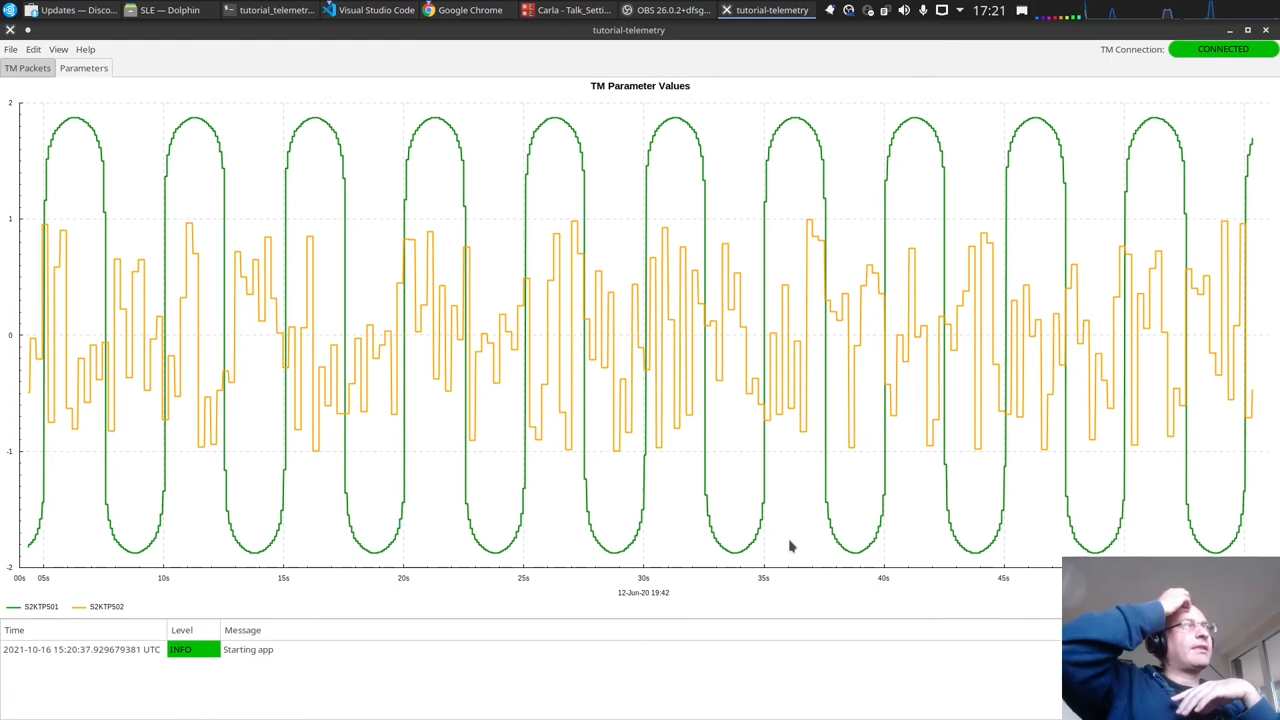 Updates — Disco... SLE — Dolphin tutorial_telemetr... Visual Studio Code Google Chrome Carla - Talk_Setti... OBS 26.0.2+dfsg... tutorial-telemetry 17:21
tutorial-telemetry
File Edit View Help
TM Connection: CONNECTED
TM Packets Parameters
TM Parameter Values
2
1
0
-1
-2
00s 05s 10s 15s 20s 25s 30s 35s 40s 45s
12-Jun-20 19:42
S2KTP501 S2KTP502
Time Level Message
2021-10-16 15:20:37.929679381 UTC INFO Starting app